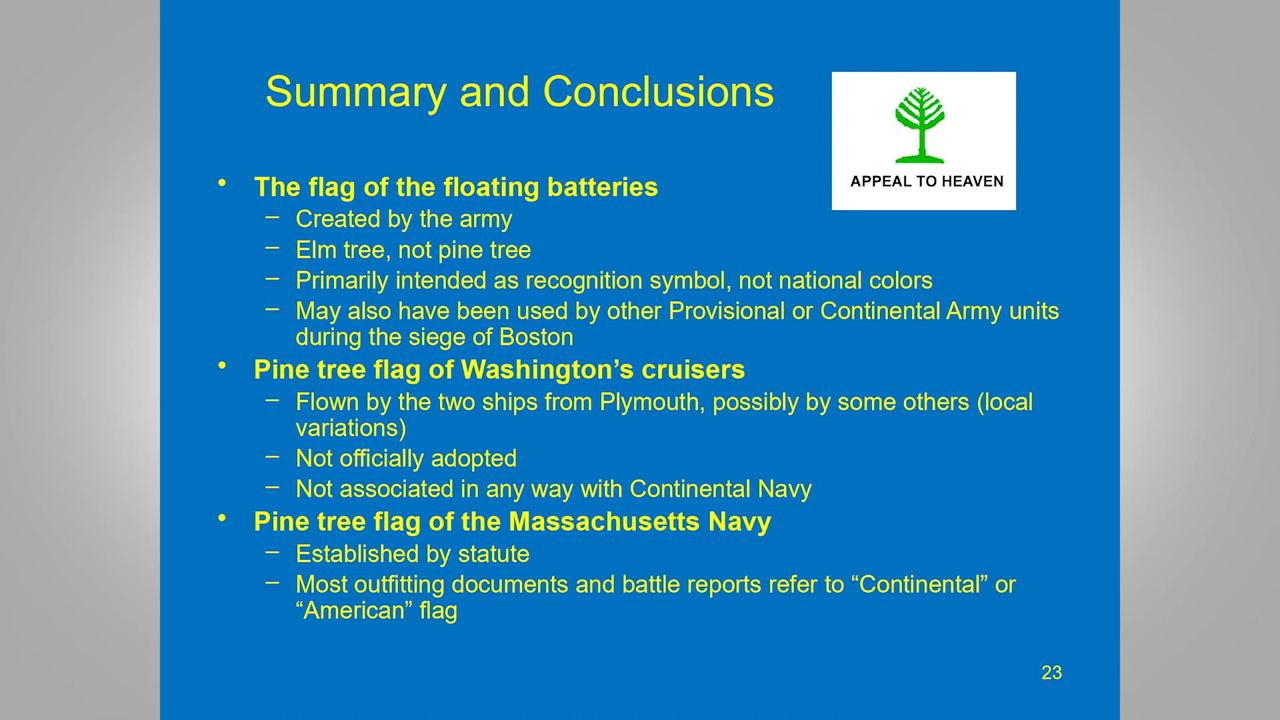 Summary and Conclusions
APPEAL TO HEAVEN
• The flag of the floating batteries
– Created by the army
– Elm tree, not pine tree
– Primarily intended as recognition symbol, not national colors
– May also have been used by other Provisional or Continental Army units
during the siege of Boston
• Pine tree flag of Washington’s cruisers
– Flown by the two ships from Plymouth, possibly by some others (local
variations)
– Not officially adopted
– Not associated in any way with Continental Navy
• Pine tree flag of the Massachusetts Navy
– Established by statute
– Most outfitting documents and battle reports refer to “Continental” or
“American” flag
23